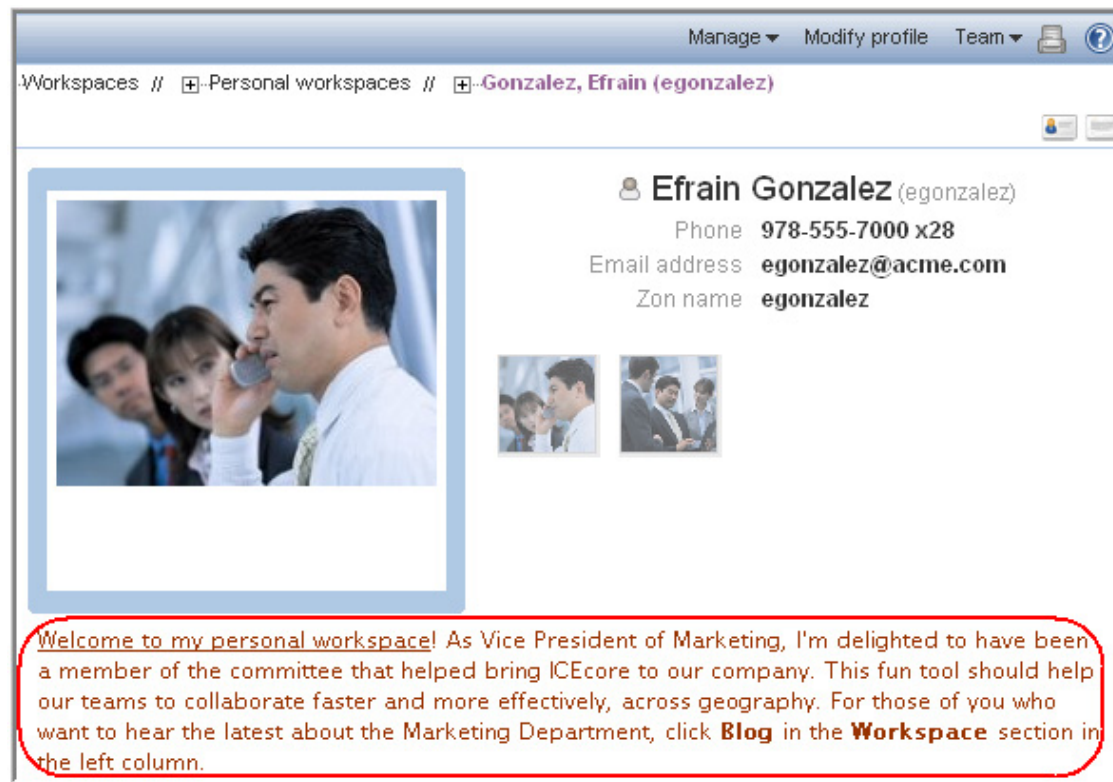 Manage Modify profile Team
Workspaces // Personal workspaces // Gonzalez, Efrain (egonzalez)
Efrain Gonzalez (egonzalez)
Phone 978-555-7000 x28
Email address egonzalez@acme.com
Zon name egonzalez
Welcome to my personal workspace! As Vice President of Marketing, I'm delighted to have been
a member of the committee that helped bring ICEcore to our company. This fun tool should help
our teams to collaborate faster and more effectively, across geography. For those of you who
want to hear the latest about the Marketing Department, click Blog in the Workspace section in
the left column.